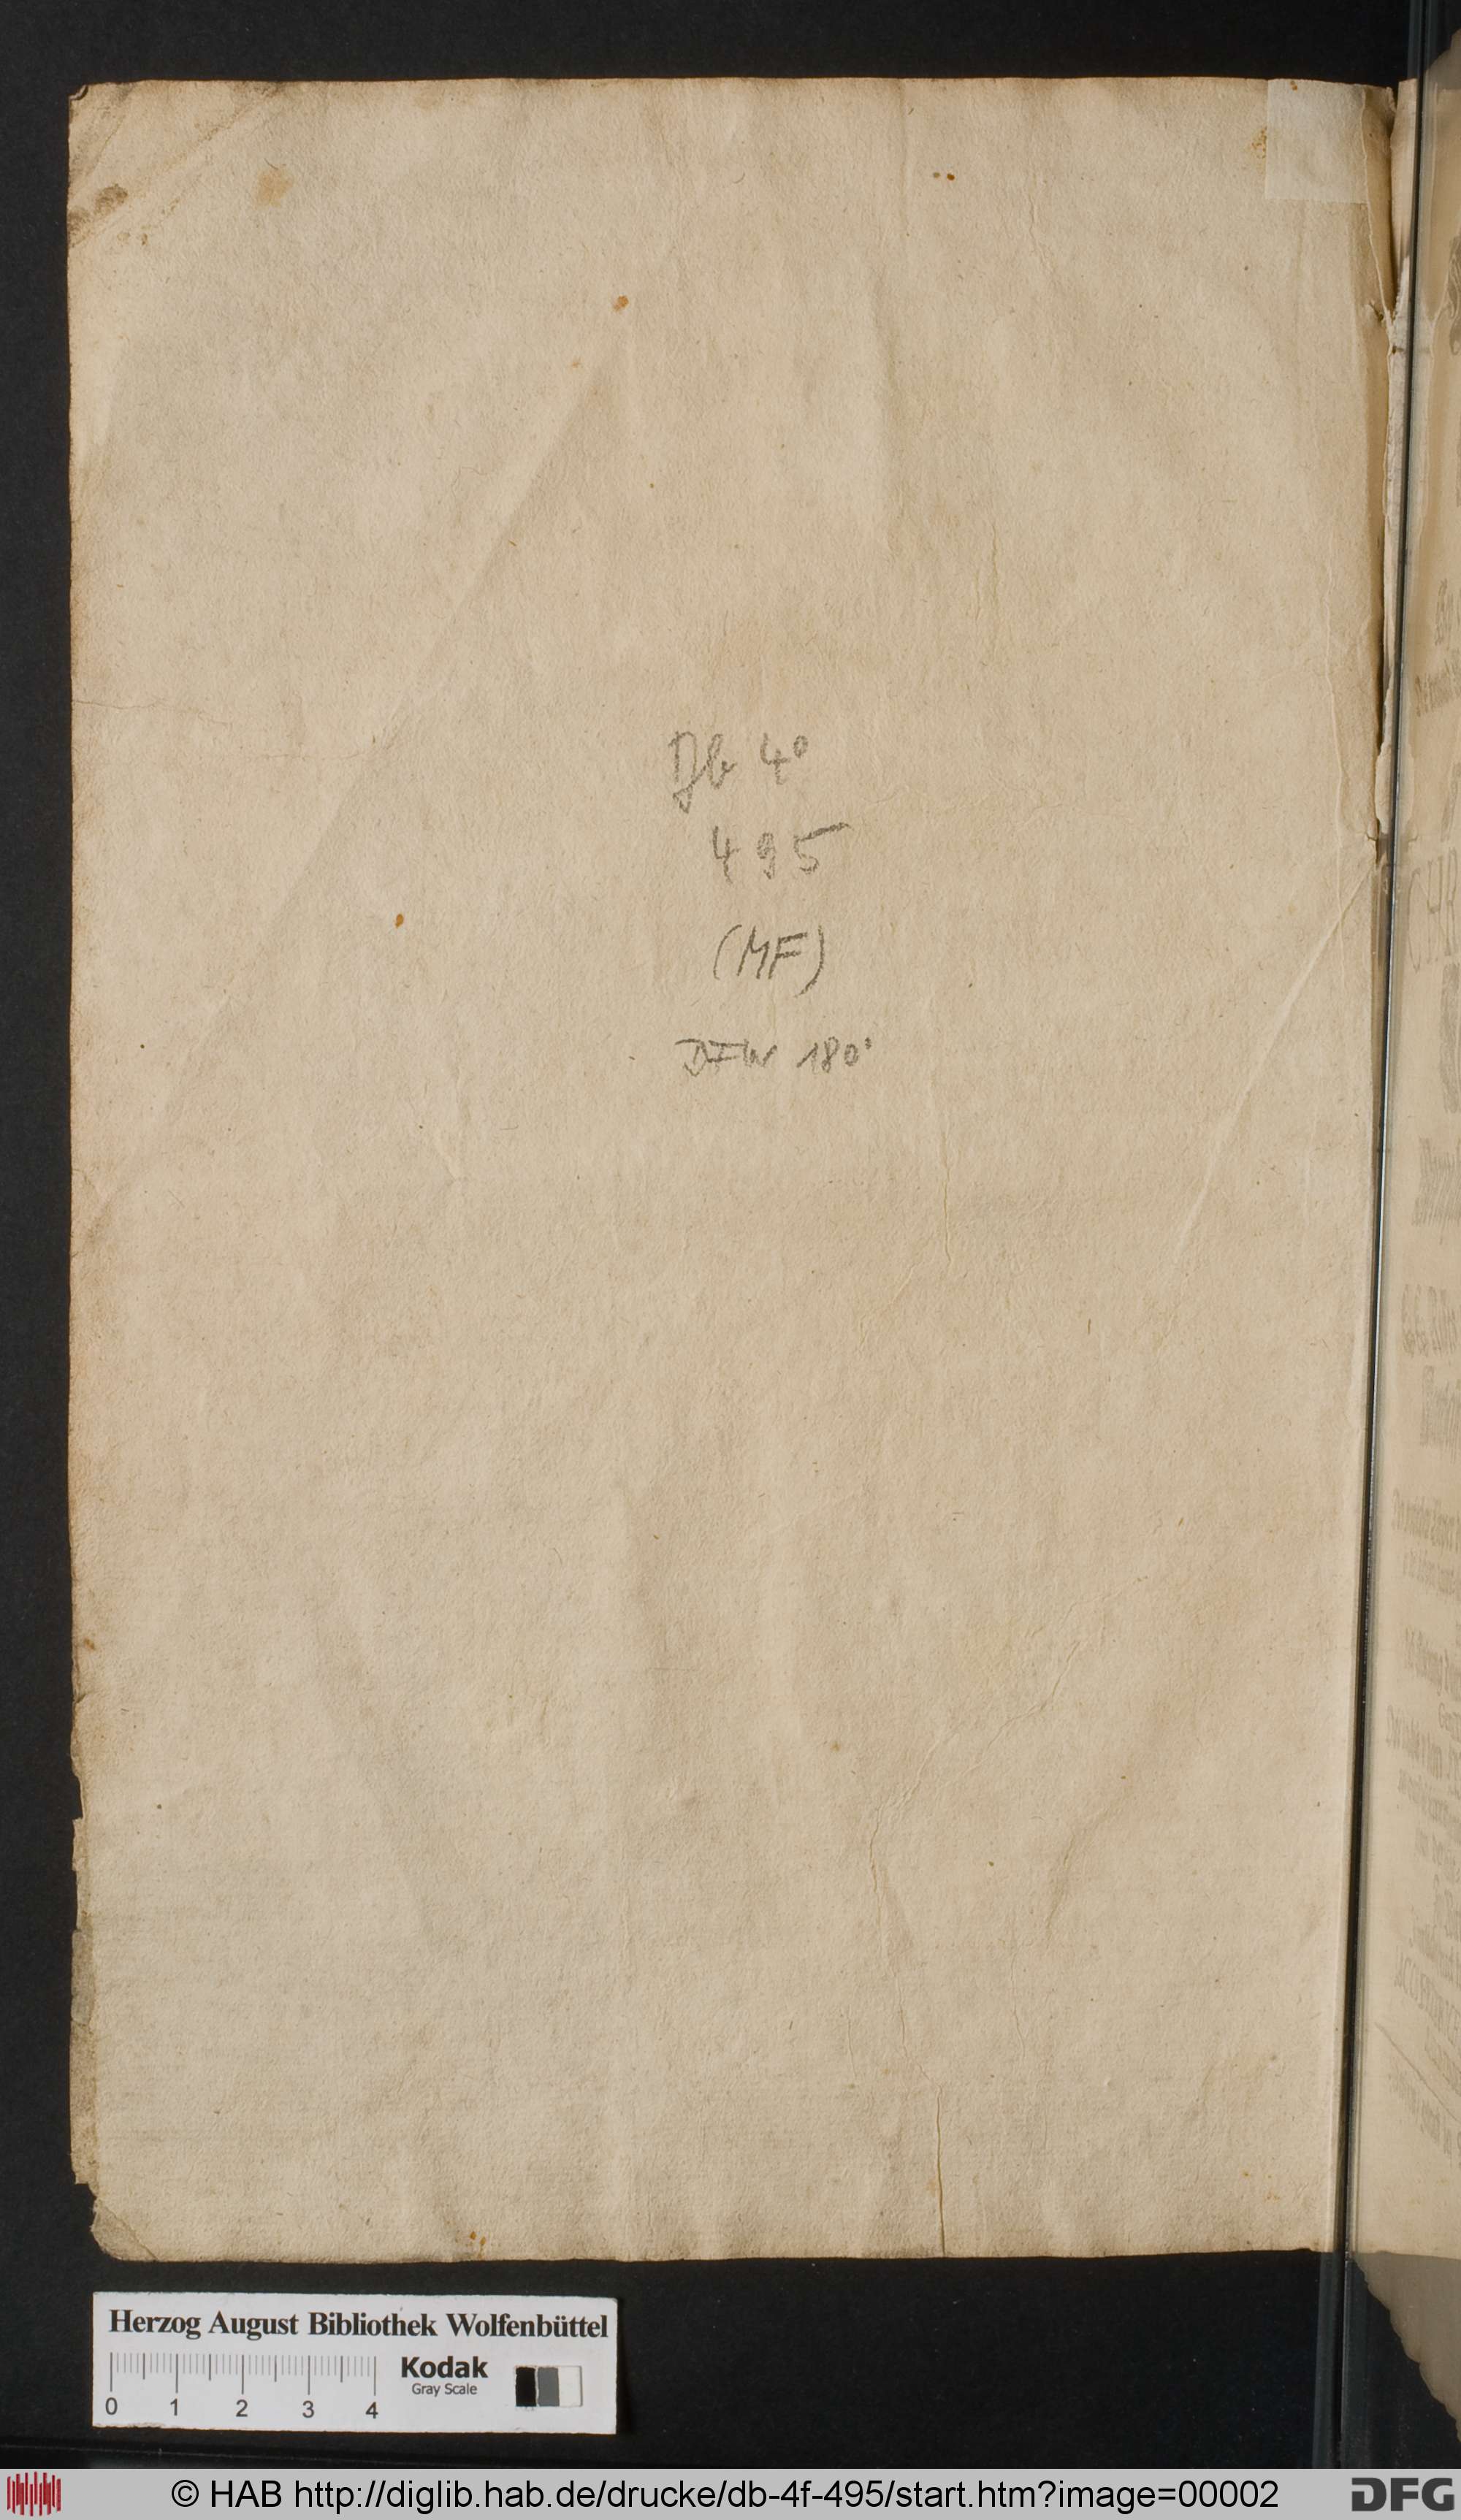 Db 4°
495
(MF)
DFW 180°
Herzog August Bibliothek Wolfenbüttel
Kodak
Gray Scale
0 1 2 3 4
© HAB http://diglib.hab.de/drucke/db-4f-495/start.htm?image=00002
DFG